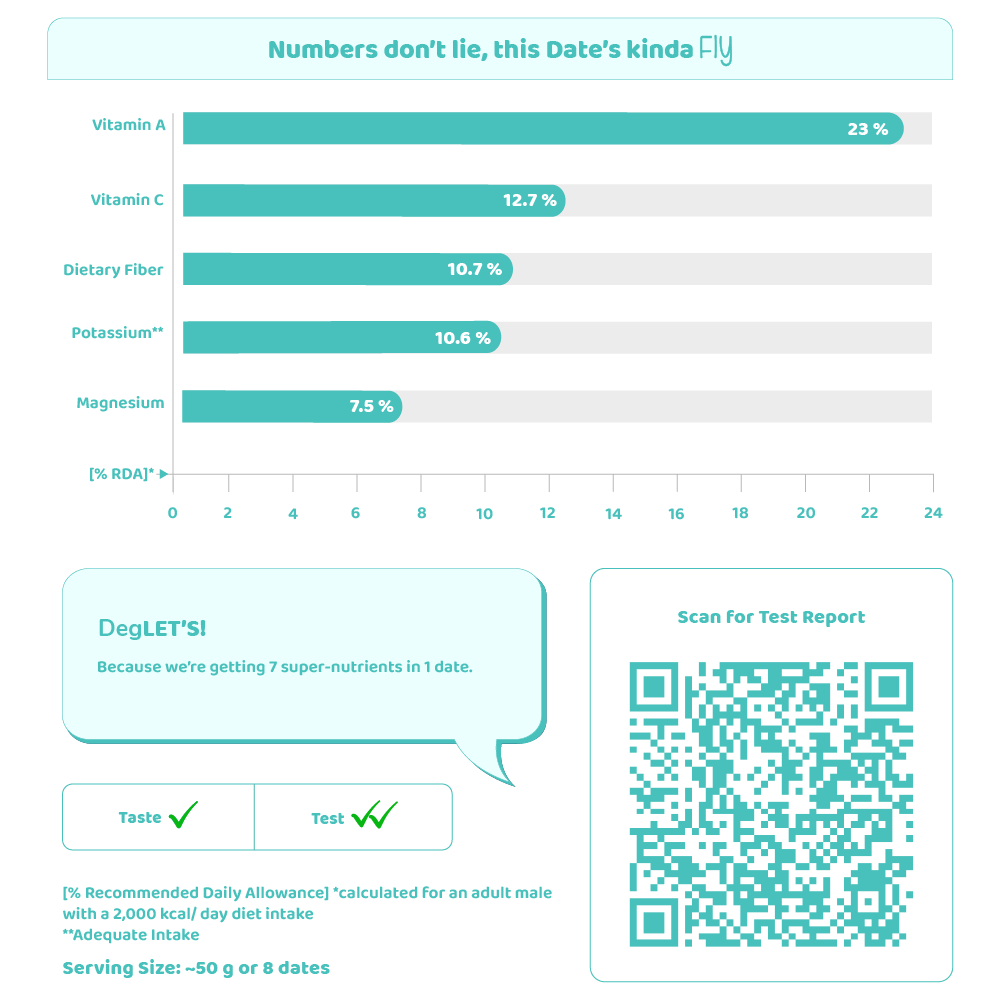 Numbers don't lie, this Date's kinda Fly
Vitamin A
23 %
Vitamin C
12.7 %
Dietary Fiber
10.7 %
Potassium**
10.6 %
Magnesium
7.5 %
[% RDA]*
0 2 4 6 8 10 12 14 16 18 20 22 24
DegLET'S!
Because we're getting 7 super-nutrients in 1 date.
Scan for Test Report
Taste
Test
[% Recommended Daily Allowance] *calculated for an adult male
with a 2,000 kcal/ day diet intake
**Adequate Intake
Serving Size: ~50 g or 8 dates